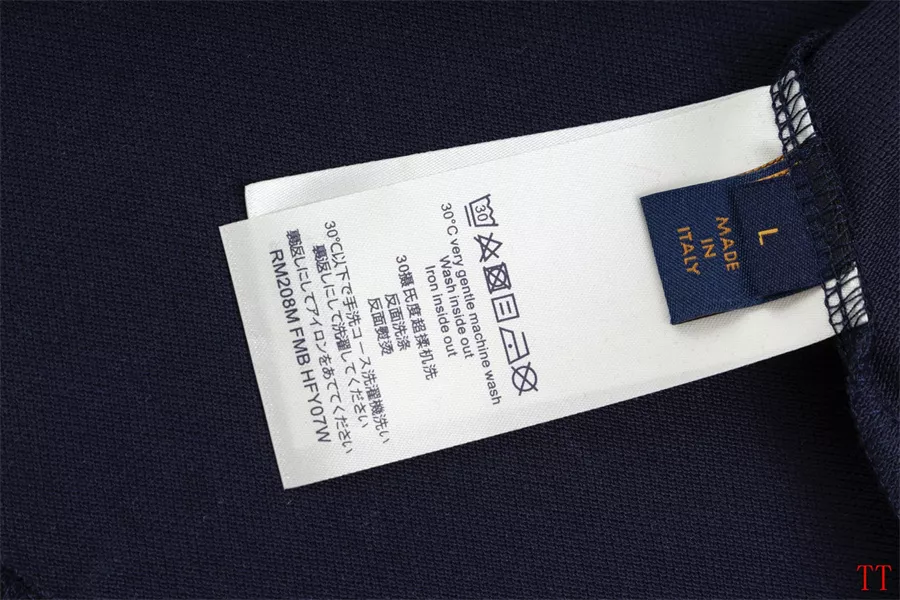 30
30°C very gentle machine wash
Wash inside out
Iron inside out
30摄氏度超揉机洗
反面洗涤
反面熨烫
30℃以下で手洗コース洗濯機洗い
裏返しにして洗濯してください
裏返しにしてアイロンをあててください
RM208M FMB HFY07W
L
MADE
IN
ITALY
TT